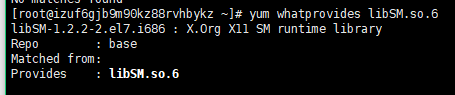 No matches found
[root@izuf6gjb9m90kz88rvhbykz ~]# yum whatprovides libSM.so.6
libSM-1.2.2-2.el7.i686 : X.Org X11 SM runtime library
Repo        : base
Matched from:
Provides    : libSM.so.6